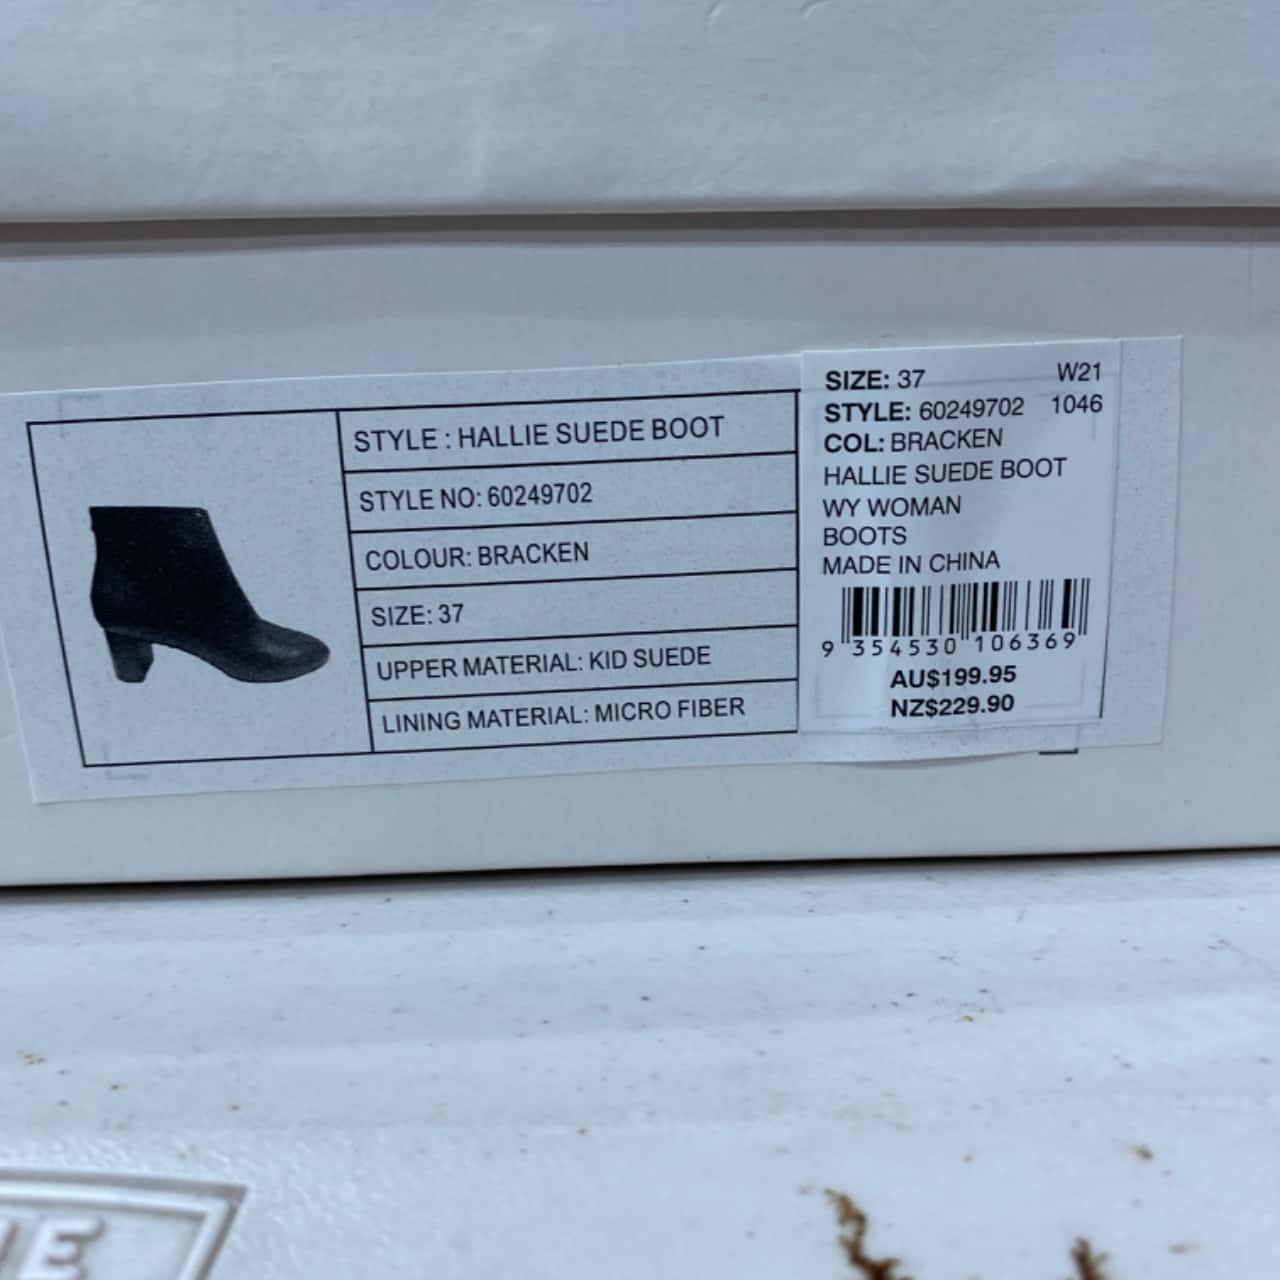 STYLE : HALLIE SUEDE BOOT
STYLE NO: 60249702
COLOUR: BRACKEN
SIZE: 37
UPPER MATERIAL: KID SUEDE
LINING MATERIAL: MICRO FIBER
SIZE: 37 W21
STYLE: 60249702 1046
COL: BRACKEN
HALLIE SUEDE BOOT
WY WOMAN
BOOTS
MADE IN CHINA
9 354530 106369
AU$199.95
NZ$229.90